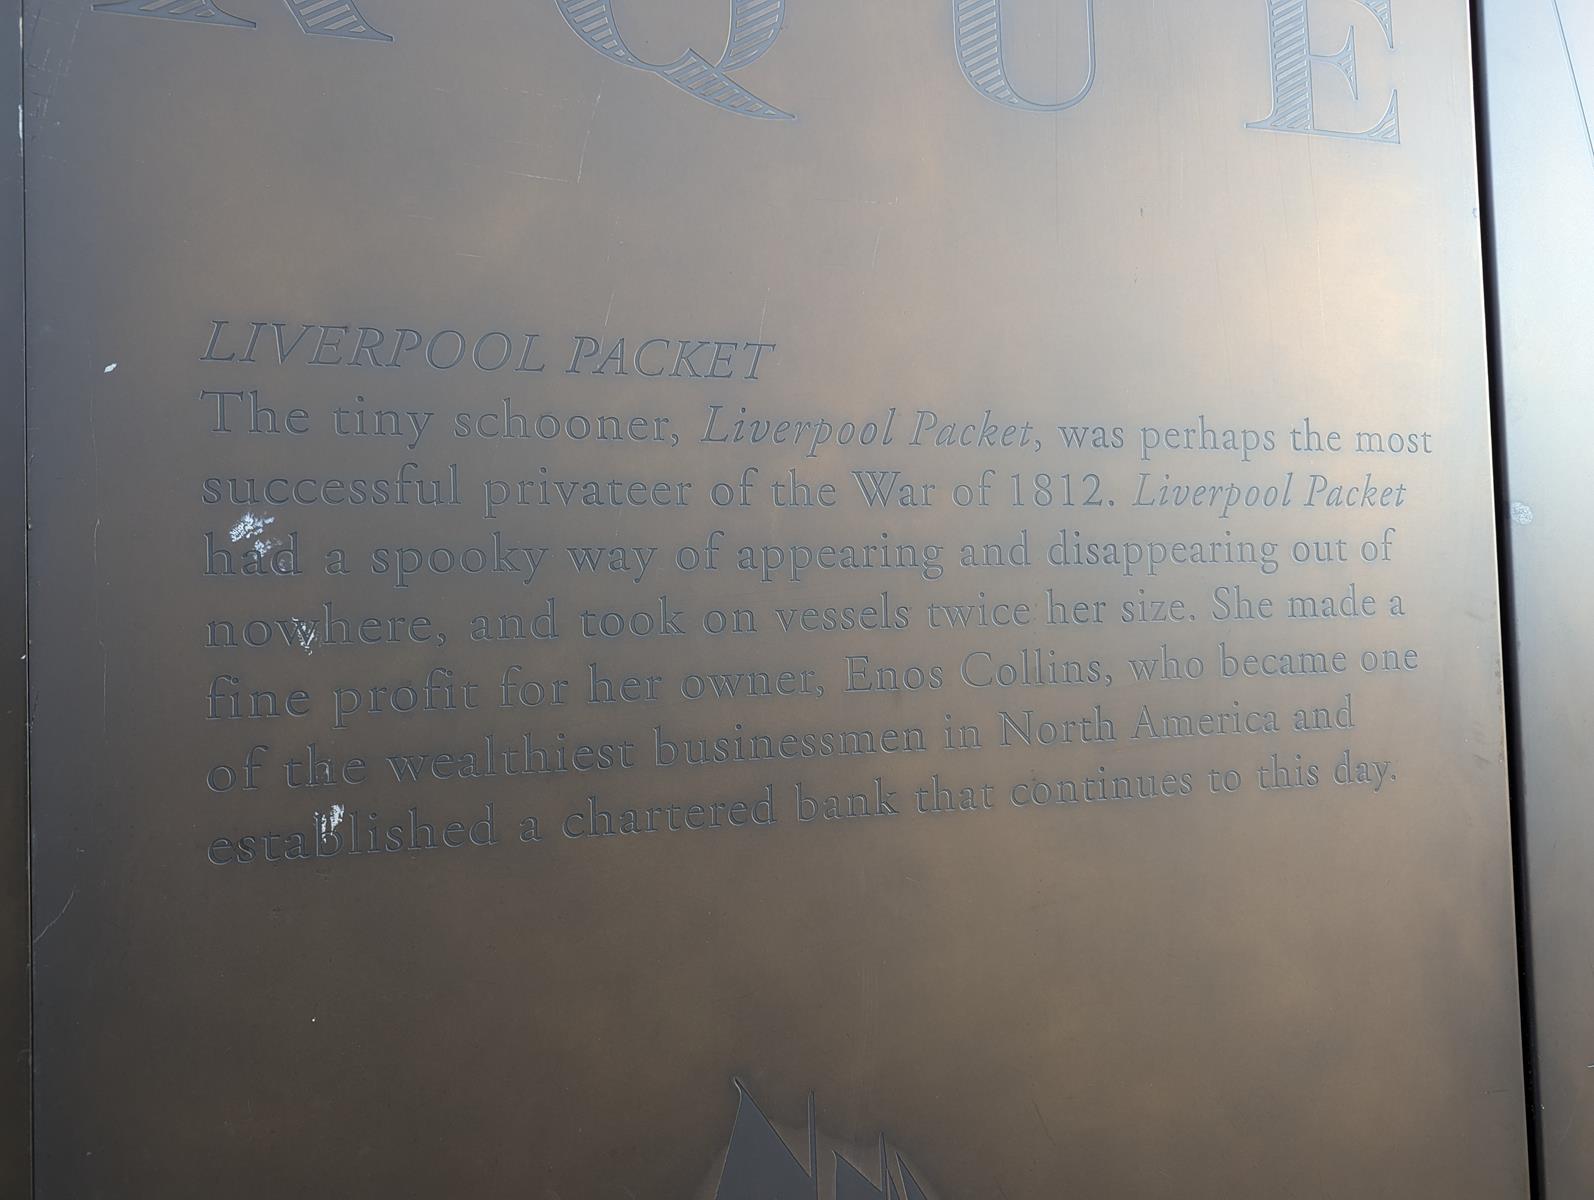 RQUE
LIVERPOOL PACKET
The tiny schooner, Liverpool Packet, was perhaps the most
successful privateer of the War of 1812. Liverpool Packet
had a spooky way of appearing and disappearing out of
nowhere, and took on vessels twice her size. She made a
fine profit for her owner, Enos Collins, who became one
of the wealthiest businessmen in North America and
established a chartered bank that continues to this day.